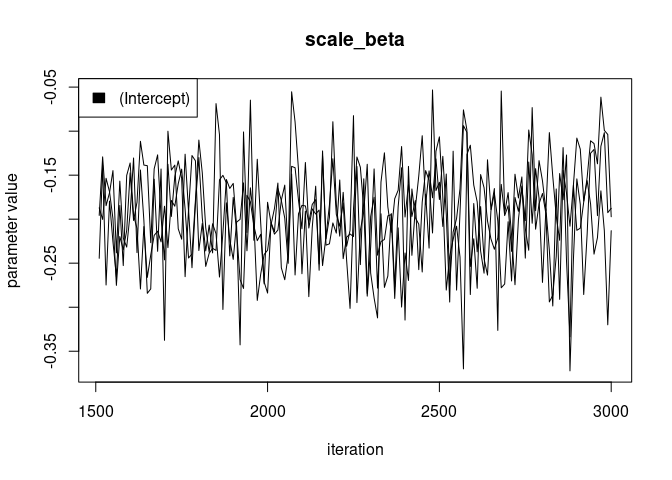 scale_beta
(Intercept)
-0.05
-0.15
-0.25
-0.35
parameter value
1500 2000 2500 3000
iteration